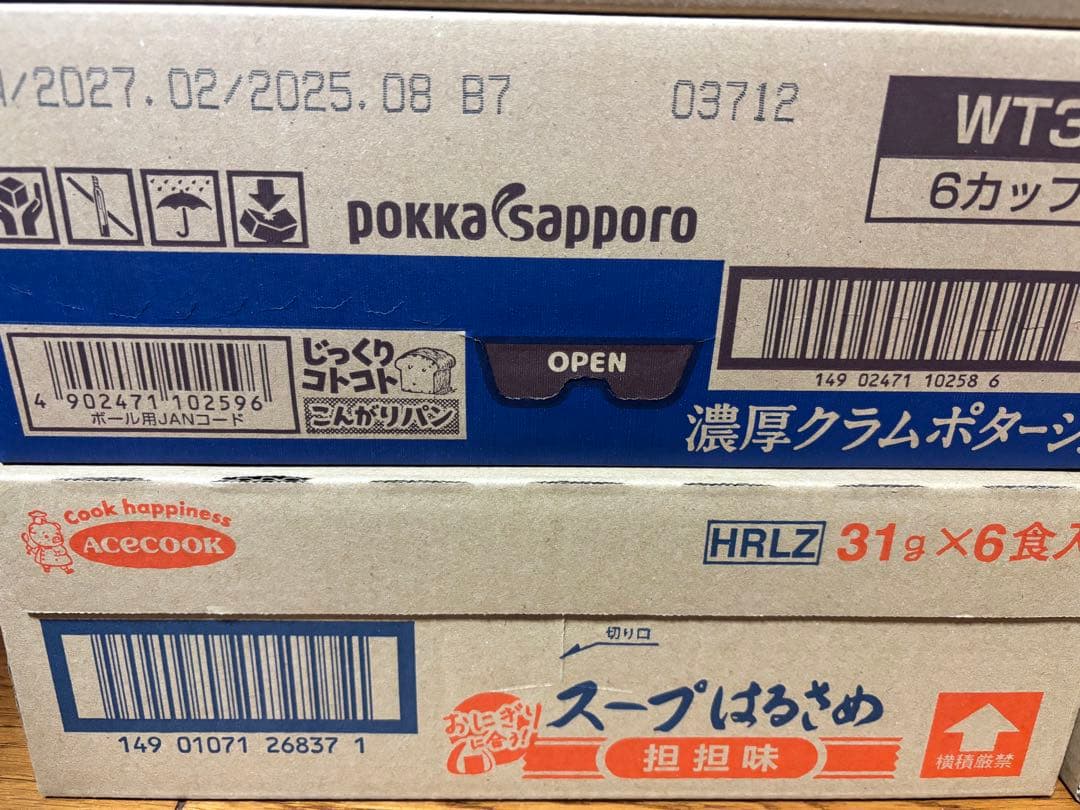 /2027.02/2025.08 B7
03712
WT3
6カップ
POKKA sapporo
4 902471 102596
ボール用JANコード
じっくり
コトコト
こんがりパン
OPEN
149 02471 10258 6
濃厚クラムポタージュ
Cook happiness
ACECOOK
HRLZ
31g×6食入
切り口
149 01071 26837 1
おにぎり
に合う!
スープはるさめ
担担味
横積厳禁